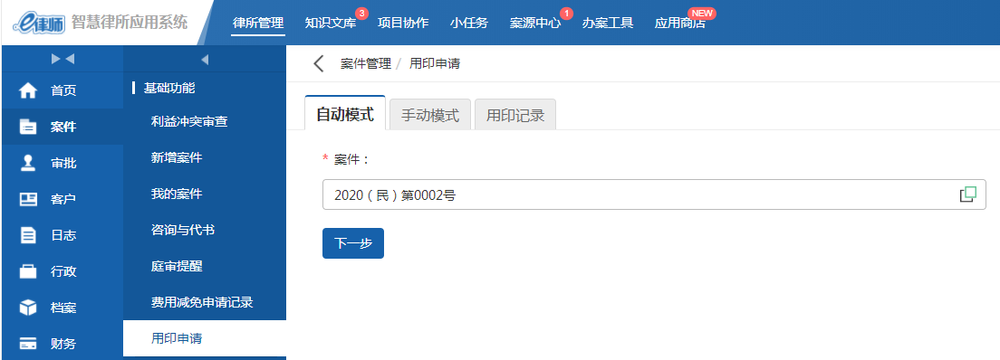 e律师 智慧律所应用系统 律所管理 知识文库 3 项目协作 小任务 案源中心 1 办案工具 应用商店 NEW
案件管理 / 用印申请
首页
案件
审批
客户
日志
行政
档案
财务
基础功能
利益冲突审查
新增案件
我的案件
咨询与代书
庭审提醒
费用减免申请记录
用印申请
自动模式 手动模式 用印记录
* 案件：
2020（民）第0002号
下一步